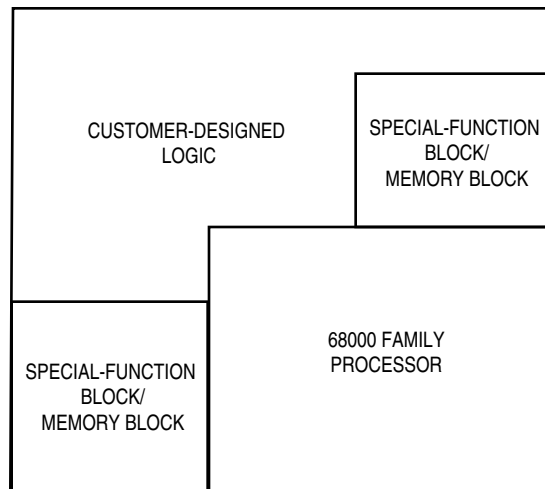 CUSTOMER-DESIGNED
LOGIC
SPECIAL-FUNCTION
BLOCK/
MEMORY BLOCK
68000 FAMILY
PROCESSOR
SPECIAL-FUNCTION
BLOCK/
MEMORY BLOCK